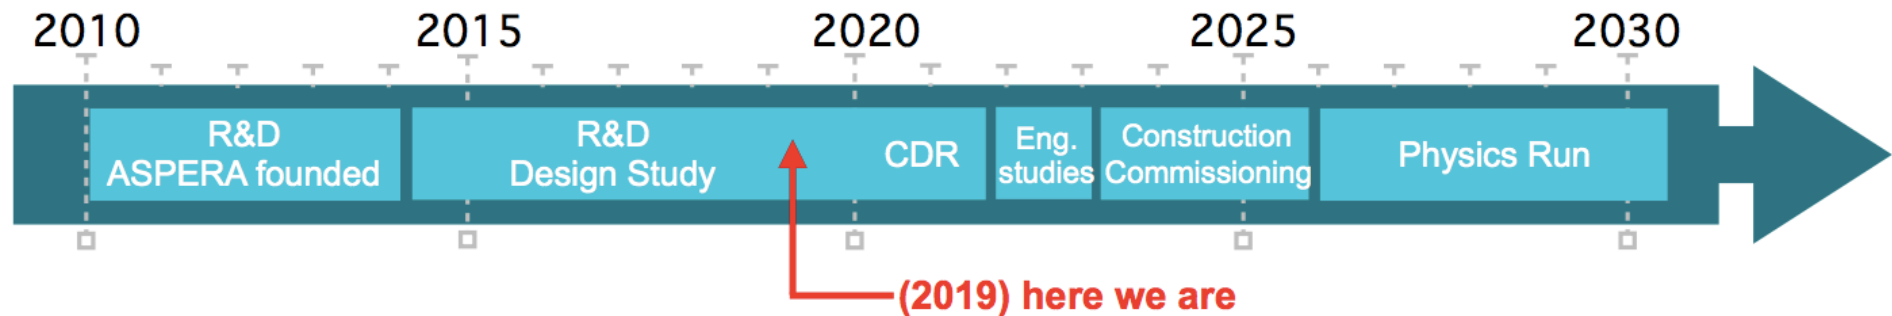 2010 2015 2020 2025 2030
R&D
ASPERA founded
R&D
Design Study
CDR
Eng.
studies
Construction
Commissioning
Physics Run
(2019) here we are